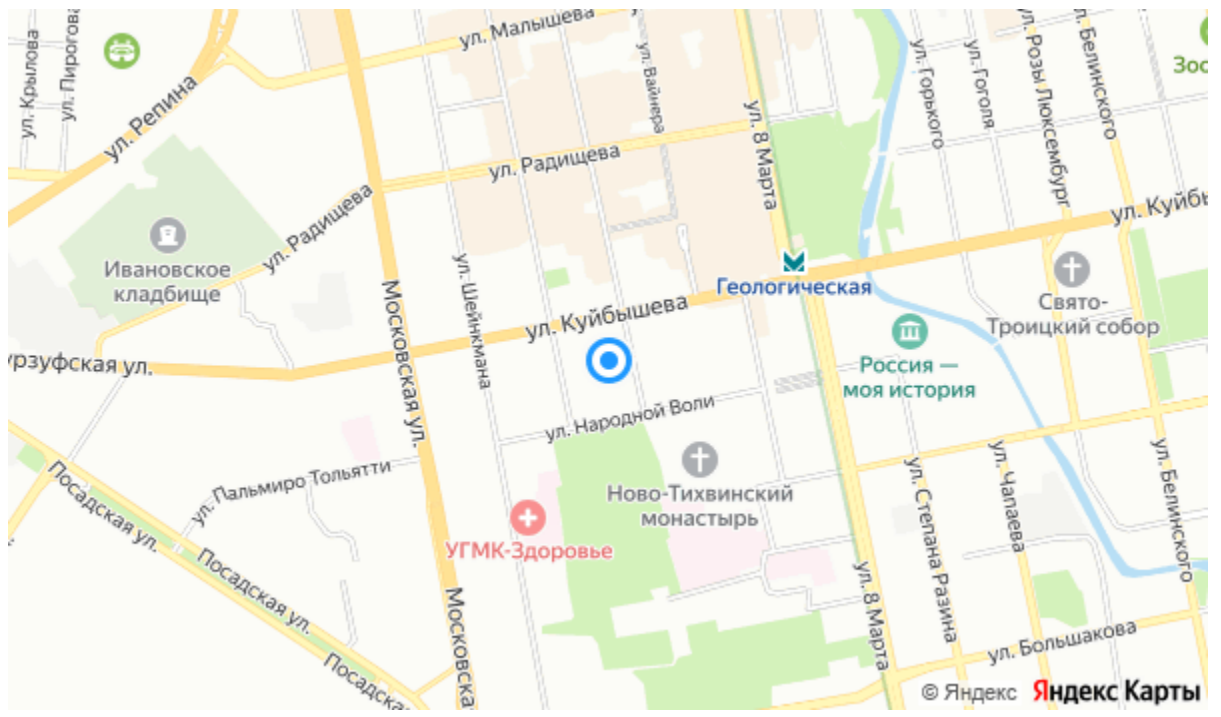 ул. Малышева
ул. Крылова
ул. Пирогова
ул. Репина
ул. Вайнера
ул. 8 Марта
ул. Горького
ул. Гоголя
ул. Розы Люксембург
ул. Белинского
Зоо
ул. Радищева
ул. Радищева
Ивановское
кладбище
ул. Куйбы
Московская ул.
ул. Шейнкмана
ул. Куйбышева
Геологическая
Свято-
Троицкий собор
Россия —
моя история
урзуфская ул.
ул. Народной Воли
ул. Пальмиро Тольятти
Ново-Тихвинский
монастырь
УГМК-Здоровье
Посадская ул.
Посадская ул.
Посадская
Московска
ул. 8 Марта
ул. Степана Разина
ул. Чапаева
ул. Белинского
ул. Большакова
© Яндекс Яндекс Карты